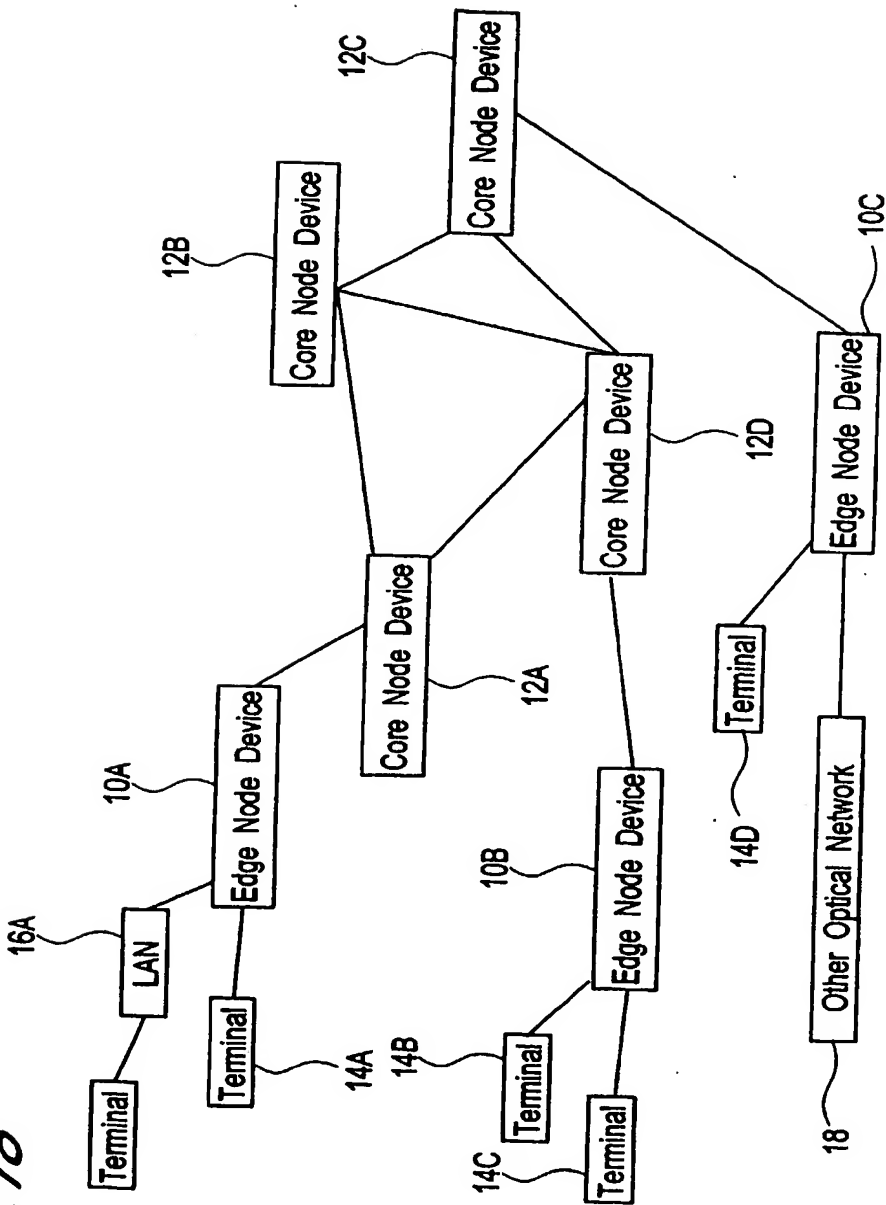 10
Terminal
LAN
16A
Terminal
14A
Edge Node Device
10A
Core Node Device
12A
Core Node Device
12B
Core Node Device
12C
Core Node Device
12D
Terminal
14B
Terminal
14C
Edge Node Device
10B
Terminal
14D
Other Optical Network
18
Edge Node Device
10C